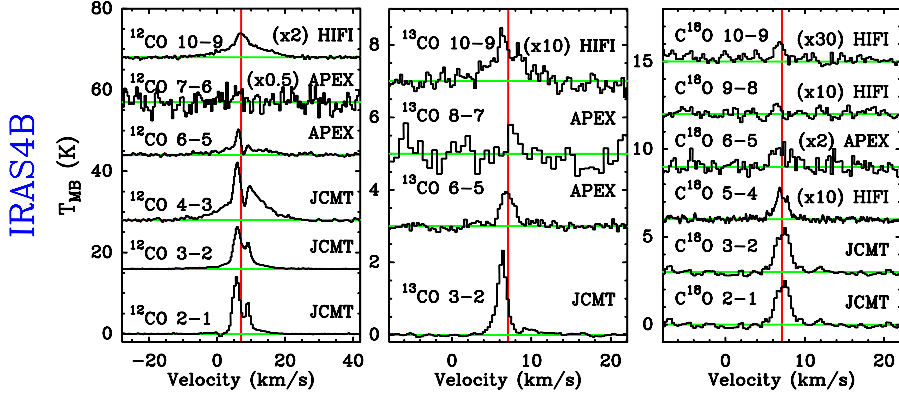 IRAS4B
T_MB (K)
60
40
20
0
¹²CO 10-9 (x2) HIFI
¹²CO 7-6 (x0.5) APEX
¹²CO 6-5 APEX
¹²CO 4-3 JCMT
¹²CO 3-2 JCMT
¹²CO 2-1 JCMT
-20 0 20 40
Velocity (km/s)
8
6
4
2
0
¹³CO 10-9 (x10) HIFI
¹³CO 8-7 APEX
¹³CO 6-5 APEX
¹³CO 3-2 JCMT
0 10 20
Velocity (km/s)
15
10
5
0
C¹⁸O 10-9 (x30) HIFI
C¹⁸O 9-8 (x10) HIFI
C¹⁸O 6-5 (x2) APEX
C¹⁸O 5-4 (x10) HIFI
C¹⁸O 3-2 JCMT
C¹⁸O 2-1 JCMT
0 10 20
Velocity (km/s)